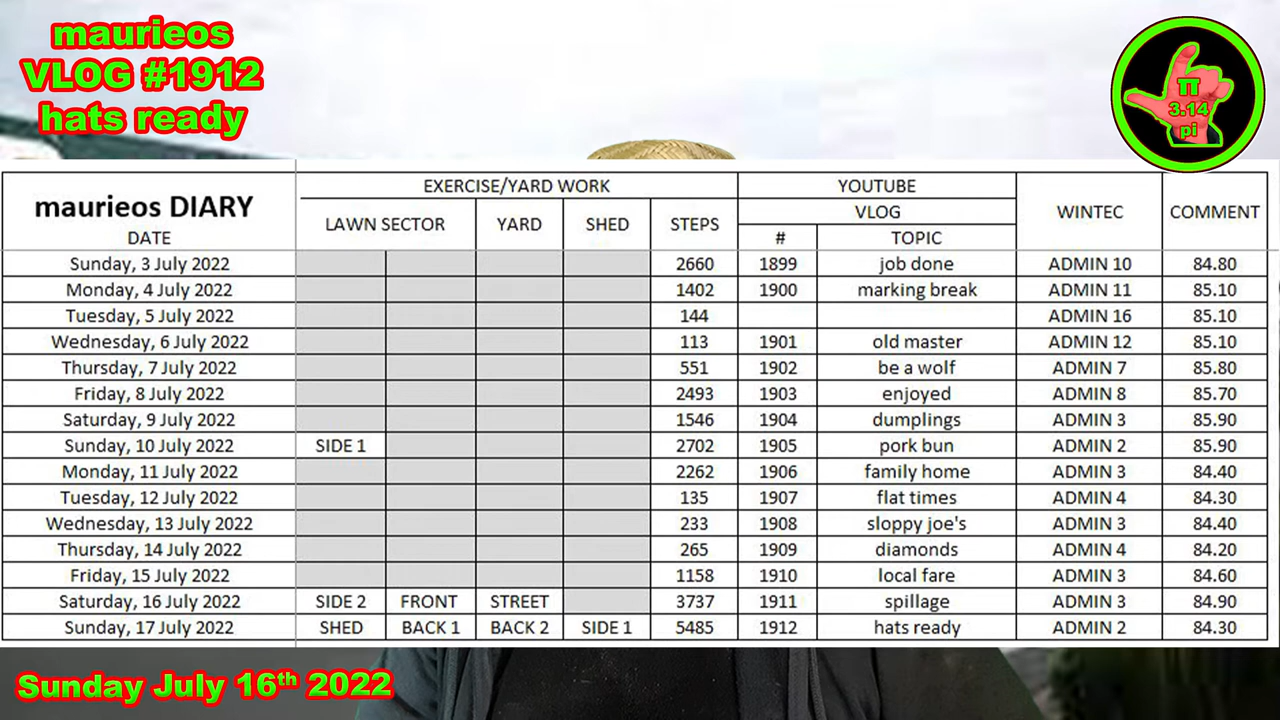 maurieos
VLOG #1912
hats ready
π
3.14
pi
maurieos DIARY
DATE
EXERCISE/YARD WORK
LAWN SECTOR YARD SHED STEPS
YOUTUBE
VLOG
# TOPIC
WINTEC
COMMENT
Sunday, 3 July 2022 2660 1899 job done ADMIN 10 84.80
Monday, 4 July 2022 1402 1900 marking break ADMIN 11 85.10
Tuesday, 5 July 2022 144 ADMIN 16 85.10
Wednesday, 6 July 2022 113 1901 old master ADMIN 12 85.10
Thursday, 7 July 2022 551 1902 be a wolf ADMIN 7 85.80
Friday, 8 July 2022 2493 1903 enjoyed ADMIN 8 85.70
Saturday, 9 July 2022 1546 1904 dumplings ADMIN 3 85.90
Sunday, 10 July 2022 SIDE 1 2702 1905 pork bun ADMIN 2 85.90
Monday, 11 July 2022 2262 1906 family home ADMIN 3 84.40
Tuesday, 12 July 2022 135 1907 flat times ADMIN 4 84.30
Wednesday, 13 July 2022 233 1908 sloppy joe's ADMIN 3 84.40
Thursday, 14 July 2022 265 1909 diamonds ADMIN 4 84.20
Friday, 15 July 2022 1158 1910 local fare ADMIN 3 84.60
Saturday, 16 July 2022 SIDE 2 FRONT STREET 3737 1911 spillage ADMIN 3 84.90
Sunday, 17 July 2022 SHED BACK 1 BACK 2 SIDE 1 5485 1912 hats ready ADMIN 2 84.30
Sunday July 16th 2022